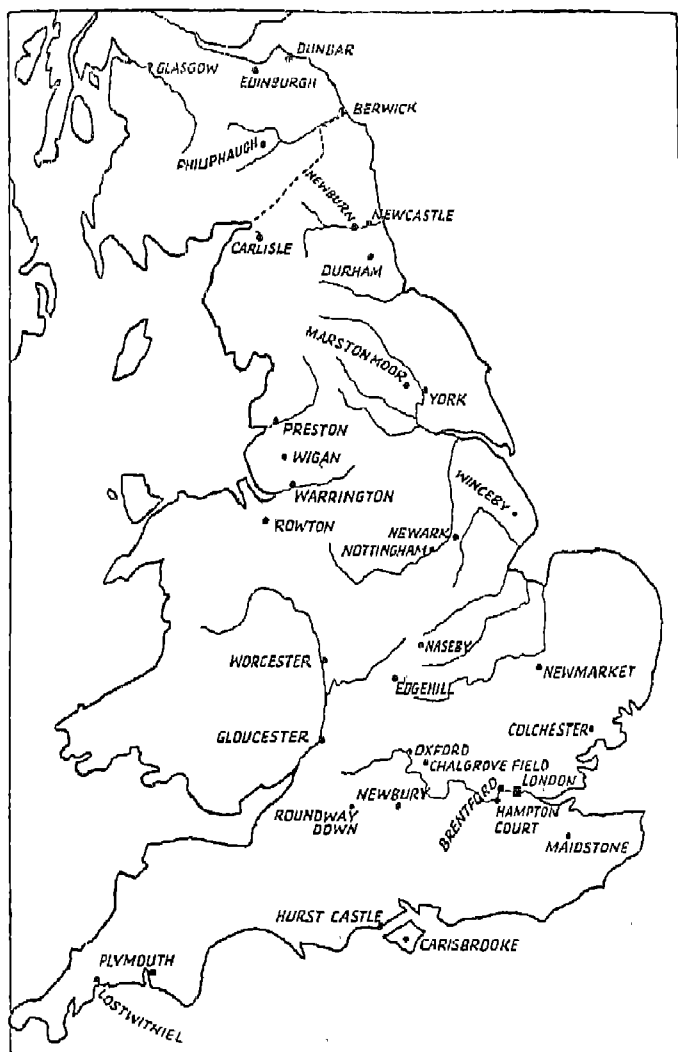 DUNBAR
GLASGOW
EDINBURGH
BERWICK
PHILIPHAUGH
NEWBURN
NEWCASTLE
CARLISLE
DURHAM
MARSTON MOOR
YORK
PRESTON
WIGAN
WINCEBY
WARRINGTON
ROWTON
NEWARK
NOTTINGHAM
NASEBY
WORCESTER
NEWMARKET
EDGEHILL
COLCHESTER
GLOUCESTER
OXFORD
CHALGROVE FIELD
LONDON
BRENTFORD
NEWBURY
ROUNDWAY
DOWN
HAMPTON
COURT
MAIDSTONE
HURST CASTLE
CARISBROOKE
PLYMOUTH
LOSTWITHIEL